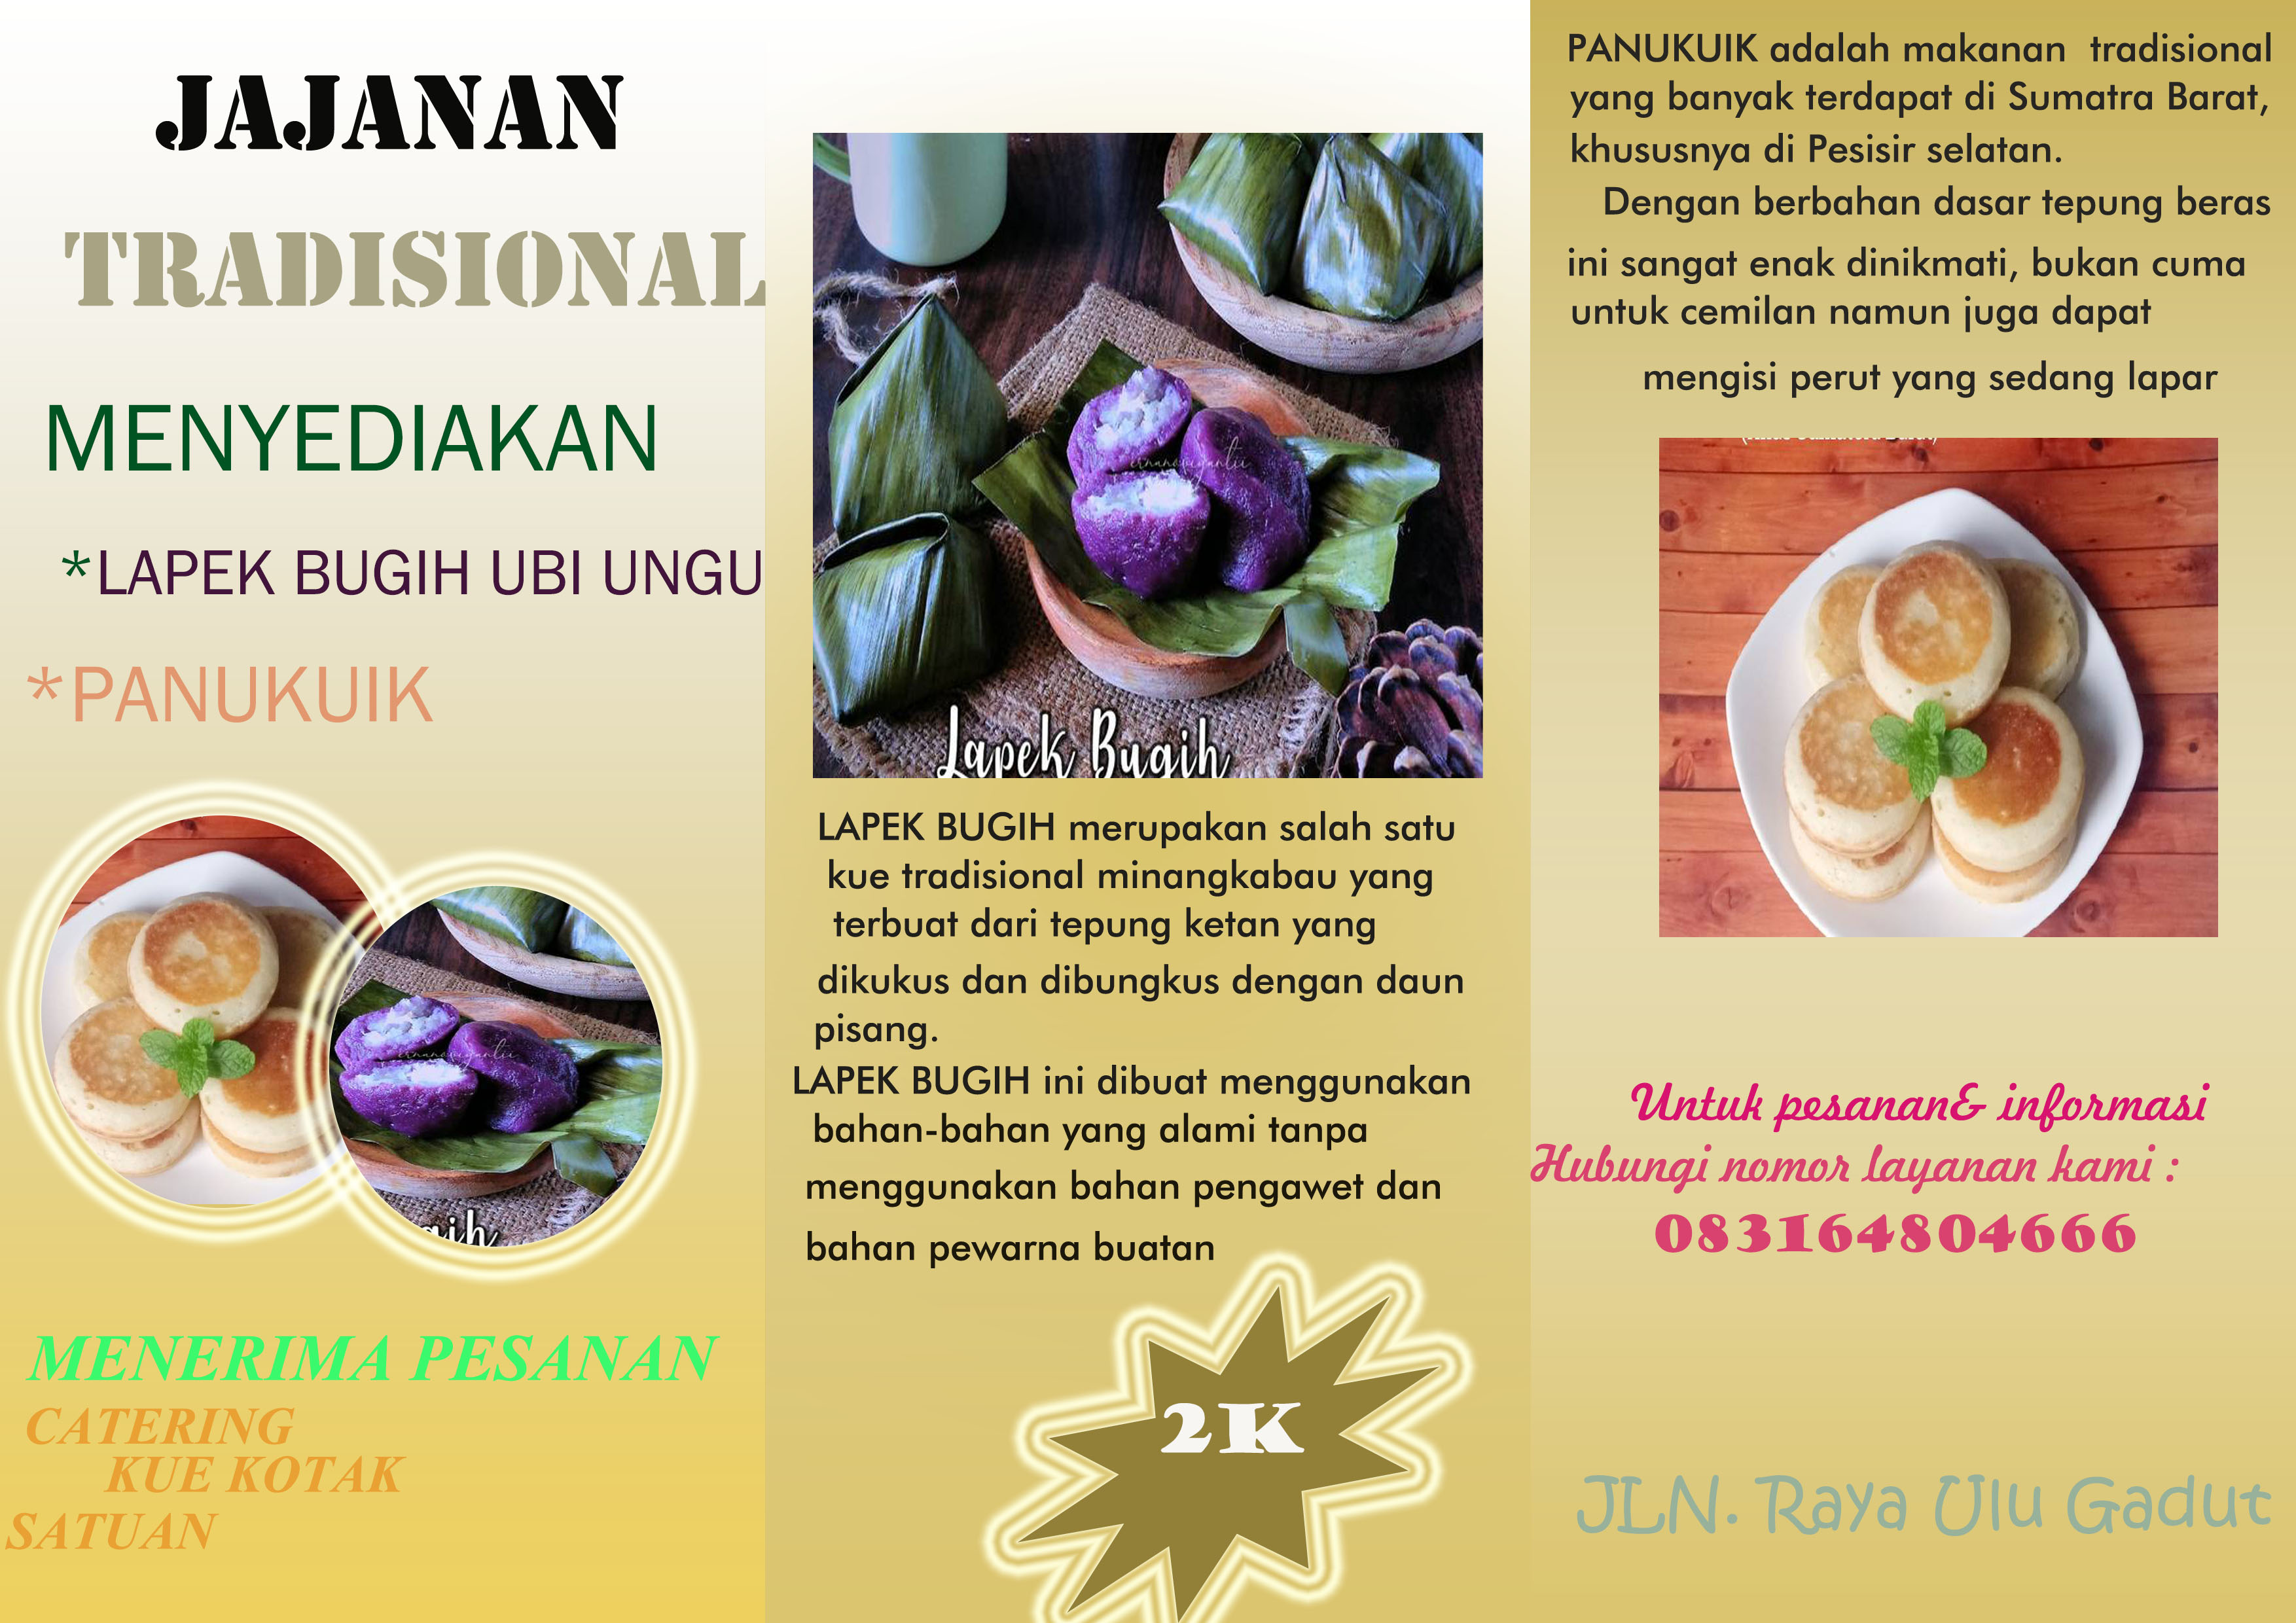 JAJANAN
TRADISIONAL
MENYEDIAKAN
*LAPEK BUGIH UBI UNGU
*PANUKUIK
MENERIMA PESANAN
CATERING
KUE KOTAK
SATUAN
Lapek Bugih
LAPEK BUGIH merupakan salah satu
kue tradisional minangkabau yang
terbuat dari tepung ketan yang
dikukus dan dibungkus dengan daun
pisang.
LAPEK BUGIH ini dibuat menggunakan
bahan-bahan yang alami tanpa
menggunakan bahan pengawet dan
bahan pewarna buatan
2K
PANUKUIK adalah makanan tradisional
yang banyak terdapat di Sumatra Barat,
khususnya di Pesisir selatan.
Dengan berbahan dasar tepung beras
ini sangat enak dinikmati, bukan cuma
untuk cemilan namun juga dapat
mengisi perut yang sedang lapar
Untuk pesanan& informasi
Hubungi nomor layanan kami :
083164804666
JLN. Raya Ulu Gadut